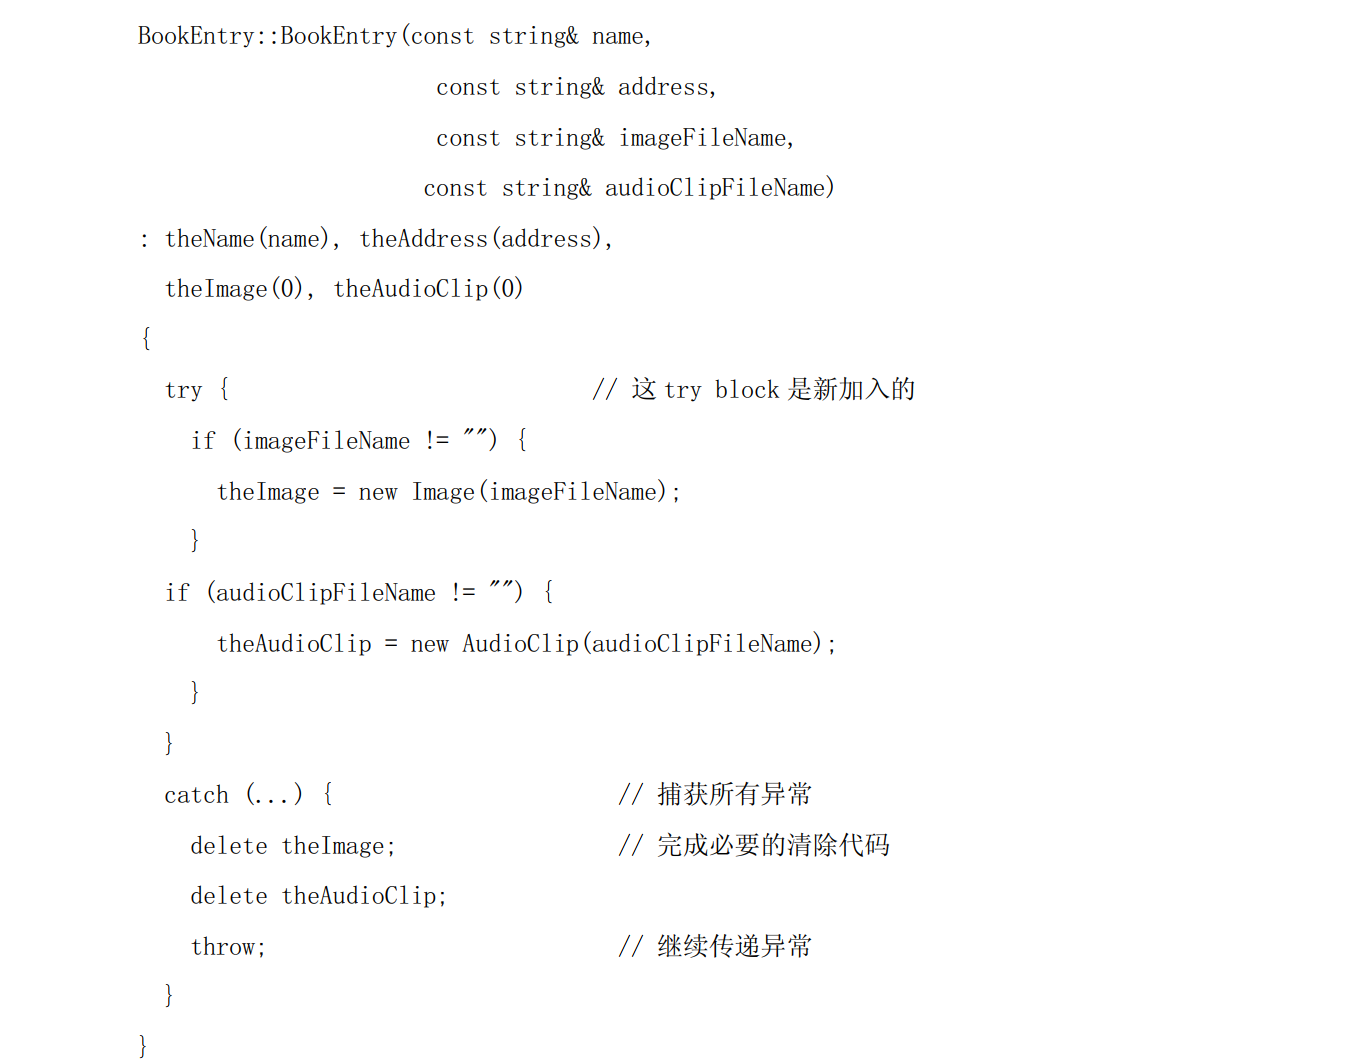 BookEntry::BookEntry(const string& name,
const string& address,
const string& imageFileName,
const string& audioClipFileName)
: theName(name), theAddress(address),
theImage(0), theAudioClip(0)
{
try { // 这 try block 是新加入的
if (imageFileName != "") {
theImage = new Image(imageFileName);
}
if (audioClipFileName != "") {
theAudioClip = new AudioClip(audioClipFileName);
}
}
catch (...) { // 捕获所有异常
delete theImage; // 完成必要的清除代码
delete theAudioClip;
throw; // 继续传递异常
}
}